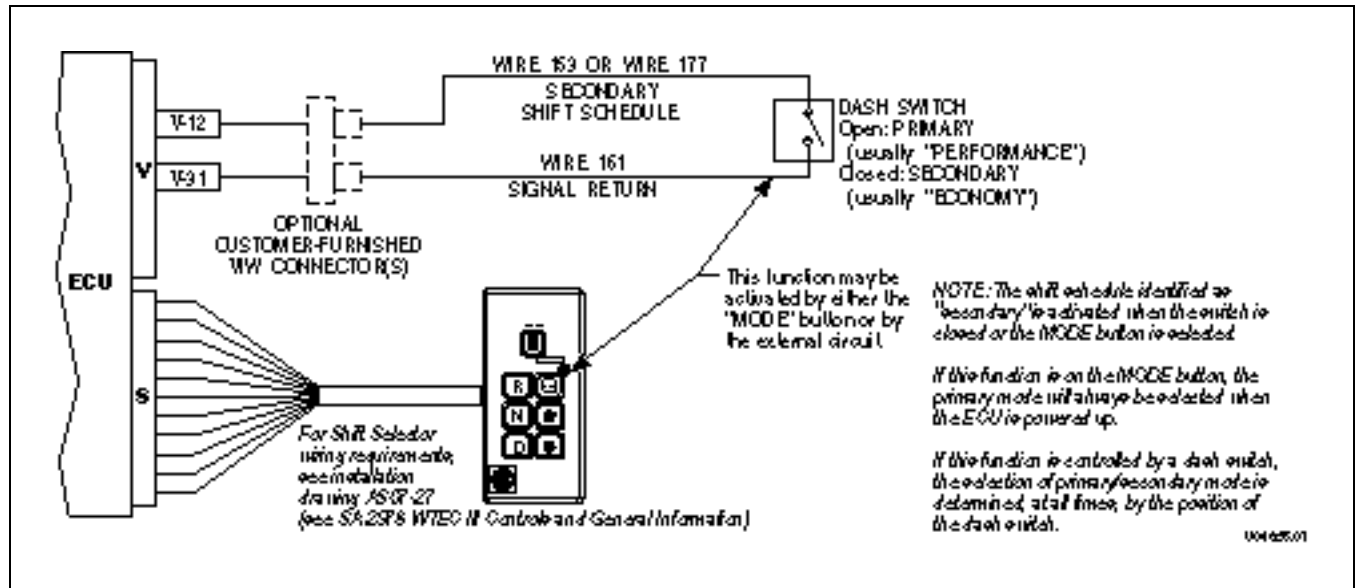 WIRE 153 OR WIRE 177
SECONDARY
SHIFT SCHEDULE
DASH SWITCH
Open: PRIMARY
(usually "PERFORMANCE")
Closed: SECONDARY
(usually "ECONOMY")
V-12
V
V-31
WIRE 161
SIGNAL RETURN
OPTIONAL
CUSTOMER-FURNISHED
VIW CONNECTOR(S)
ECU
S
This function may be
activated by either the
"MODE" button or by
the external circuit.
R
N
D
For Shift Selector
wiring requirements,
see installation
drawing AS07-27
(see SA2978 WTEC III Controls and General Information)
NOTE: The shift schedule identified as
"secondary" is activated when the switch is
closed or the MODE button is selected.
If this function is on the MODE button, the
primary mode will always be selected when
the ECU is powered up.
If this function is controlled by a dash switch,
the selection of primary/secondary mode is
determined, at all times, by the position of
the dash switch.